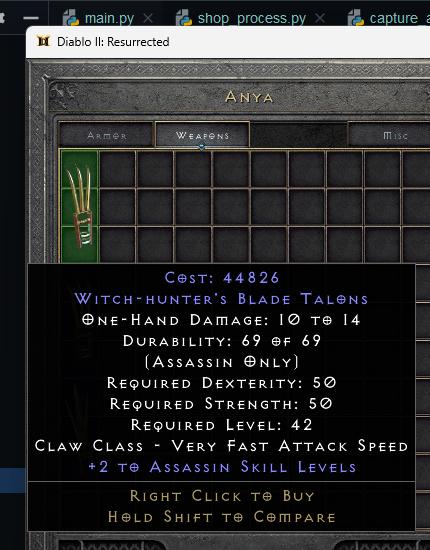 main.py
shop_process.py
capture_a
Diablo II: Resurrected
Anya
Armor
Weapons
Misc
Cost: 44826
Witch-hunter's Blade Talons
One-Hand Damage: 10 to 14
Durability: 69 of 69
(Assassin Only)
Required Dexterity: 50
Required Strength: 50
Required Level: 42
Claw Class - Very Fast Attack Speed
+2 to Assassin Skill Levels
Right Click to Buy
Hold Shift to Compare